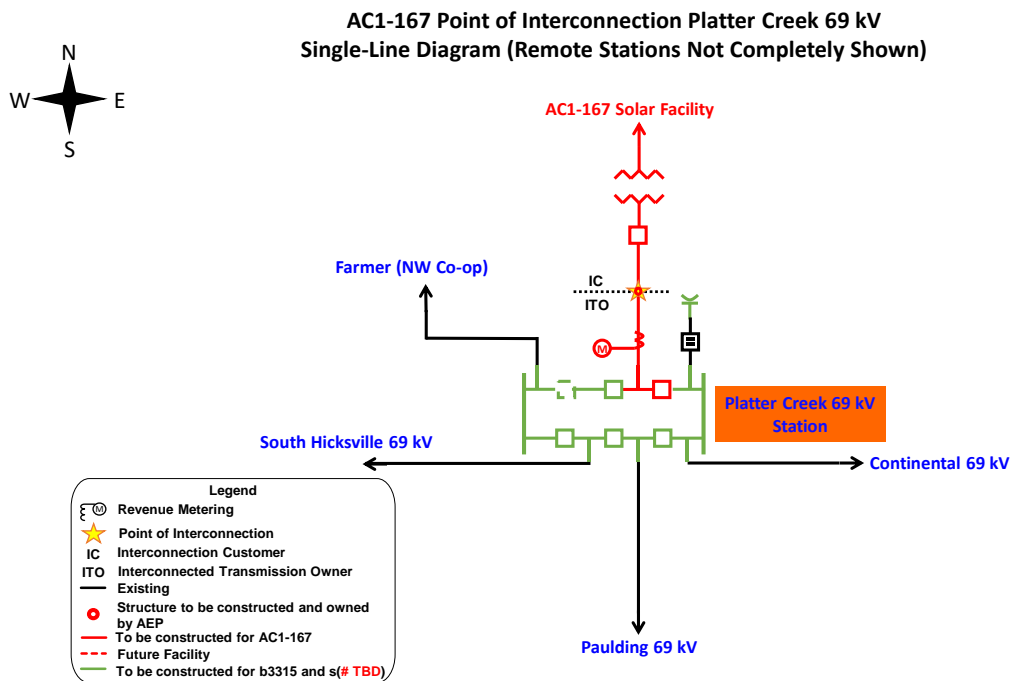 AC1-167 Point of Interconnection Platter Creek 69 kV
Single-Line Diagram (Remote Stations Not Completely Shown)
N
W
E
S
AC1-167 Solar Facility
Farmer (NW Co-op)
IC
ITO
M
Platter Creek 69 kV
Station
South Hicksville 69 kV
Continental 69 kV
Paulding 69 kV
Legend
M Revenue Metering
Point of Interconnection
IC Interconnection Customer
ITO Interconnected Transmission Owner
Existing
Structure to be constructed and owned
by AEP
To be constructed for AC1-167
Future Facility
To be constructed for b3315 and s(# TBD)